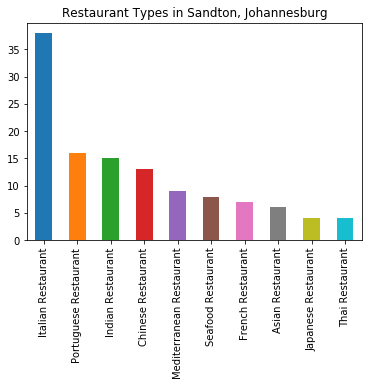 Restaurant Types in Sandton, Johannesburg
35
30
25
20
15
10
5
0
Italian Restaurant
Portuguese Restaurant
Indian Restaurant
Chinese Restaurant
Mediterranean Restaurant
Seafood Restaurant
French Restaurant
Asian Restaurant
Japanese Restaurant
Thai Restaurant